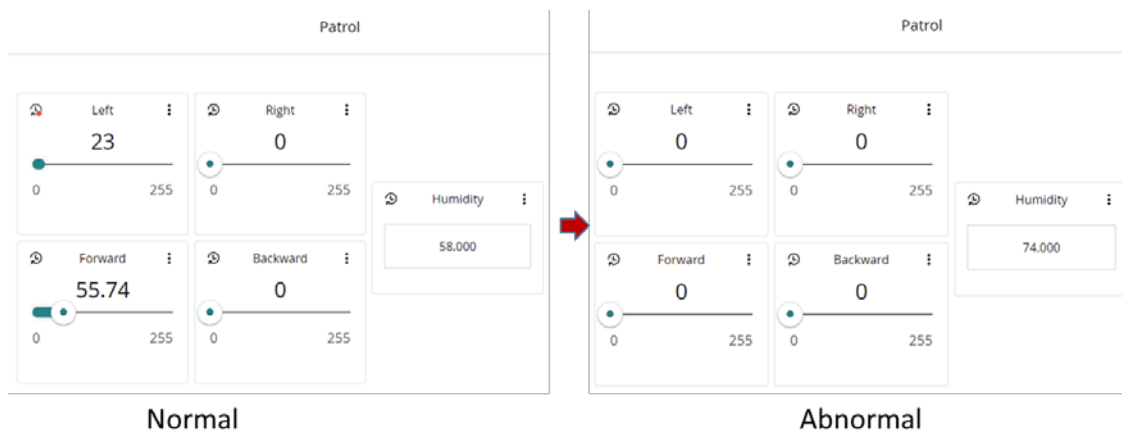 Patrol
Left
23
0
255
Right
0
0
255
Forward
55.74
0
255
Backward
0
0
255
Humidity
58.000
Normal
Patrol
Left
0
0
255
Right
0
0
255
Forward
0
0
255
Backward
0
0
255
Humidity
74.000
Abnormal